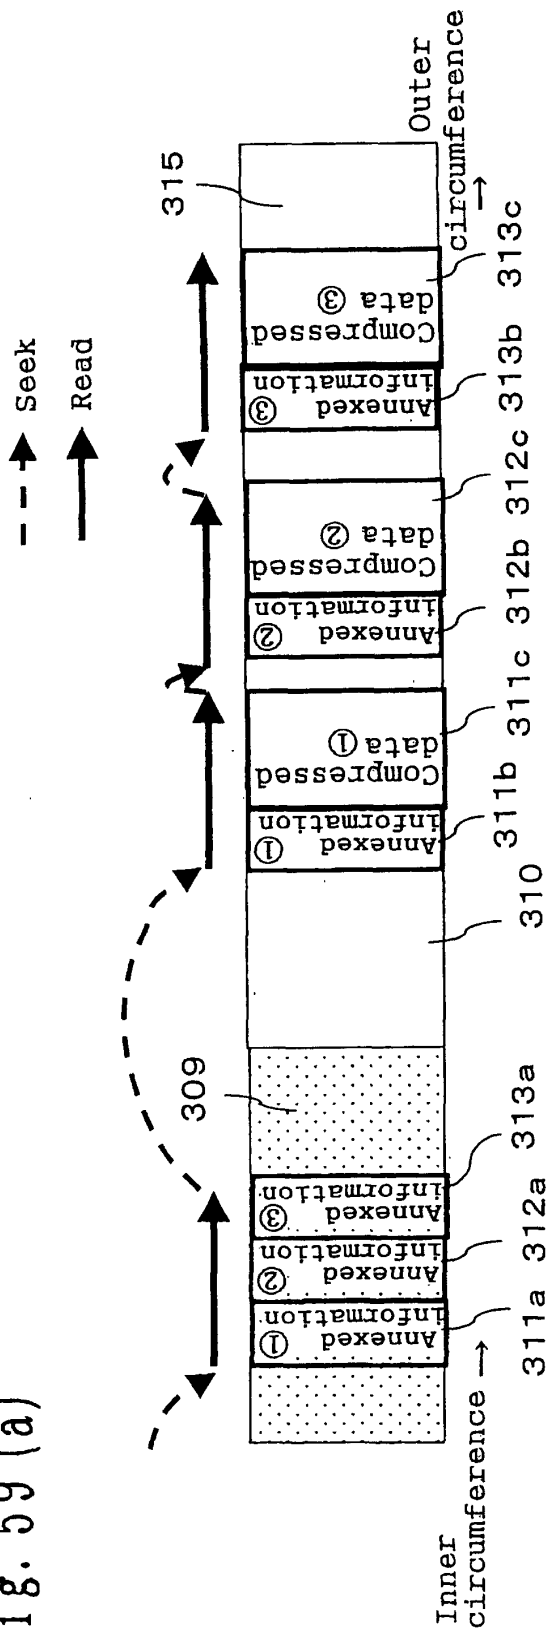 ig. 59 (a)
Seek
Read
309
315
Annexed
information
①
Annexed
information
②
Annexed
information
③
Annexed
information
①
Compressed
data ①
Annexed
information
②
Compressed
data ②
Annexed
information
③
Compressed
data ③
Inner
circumference →
311a
312a
313a
310
311b
311c
312b
312c
313b
313c
Outer
circumference
→